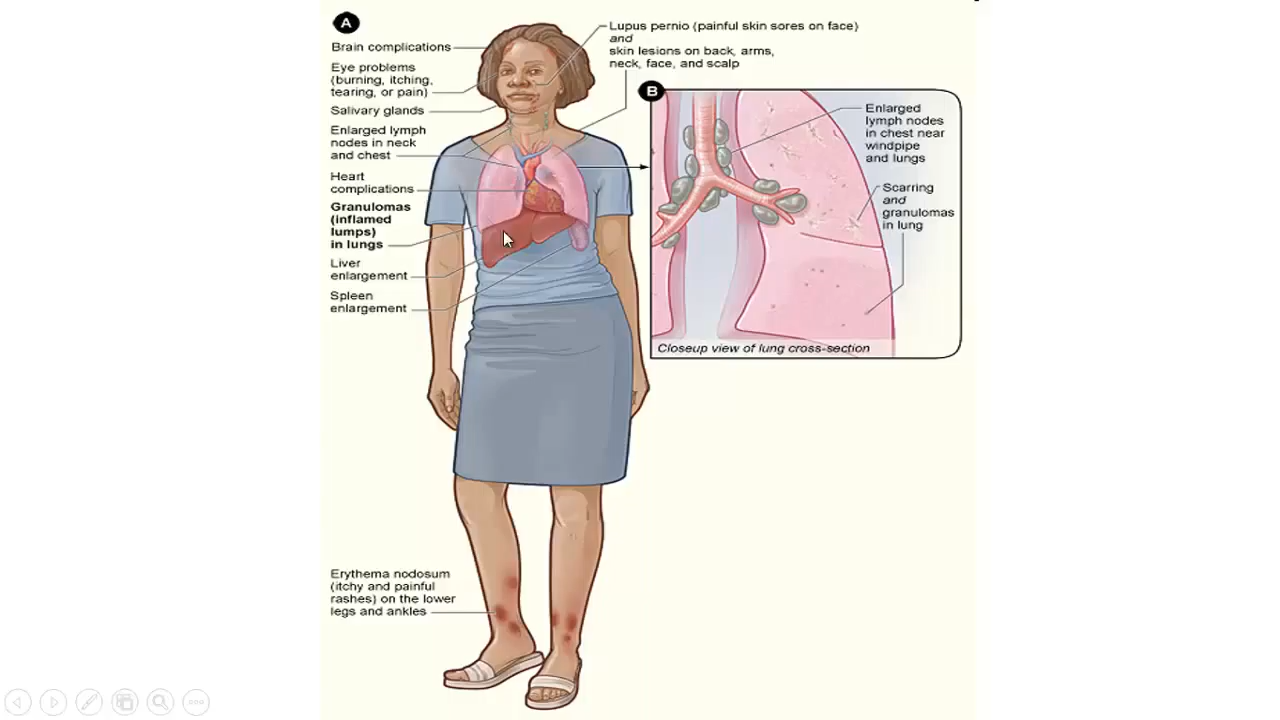 A
Brain complications
Eye problems
(burning, itching,
tearing, or pain)
Salivary glands
Enlarged lymph
nodes in neck
and chest
Heart
complications
Granulomas
(inflamed
lumps)
in lungs
Liver
enlargement
Spleen
enlargement
Erythema nodosum
(itchy and painful
rashes) on the lower
legs and ankles
Lupus pernio (painful skin sores on face)
and
skin lesions on back, arms,
neck, face, and scalp
B
Enlarged
lymph nodes
in chest near
windpipe
and lungs
Scarring
and
granulomas
in lung
Closeup view of lung cross-section